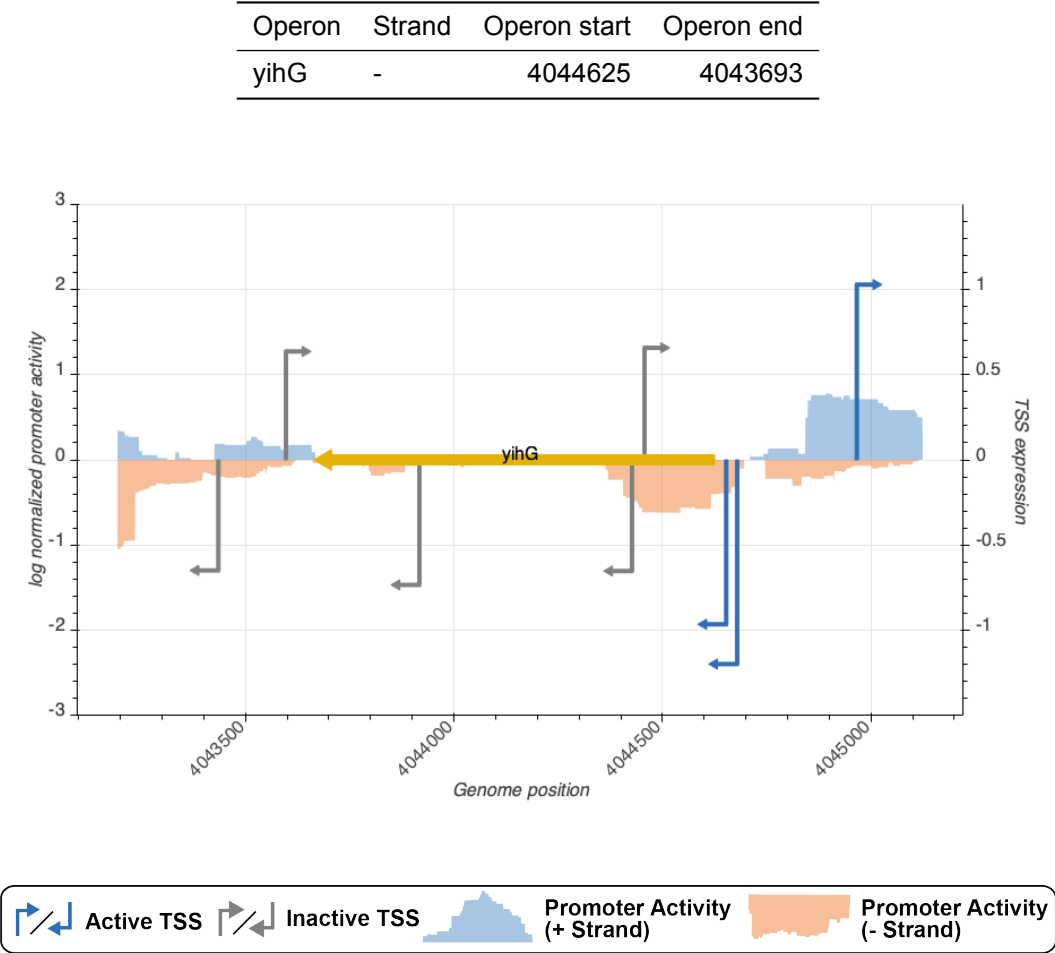 Operon Strand Operon start Operon end
yihG - 4044625 4043693
3
2
1
0
-1
-2
-3
log normalized promoter activity
yihG
1
0.5
0
-0.5
-1
TSS expression
4043500 4044000 4044500 4045000
Genome position
Active TSS
Inactive TSS
Promoter Activity
(+ Strand)
Promoter Activity
(- Strand)